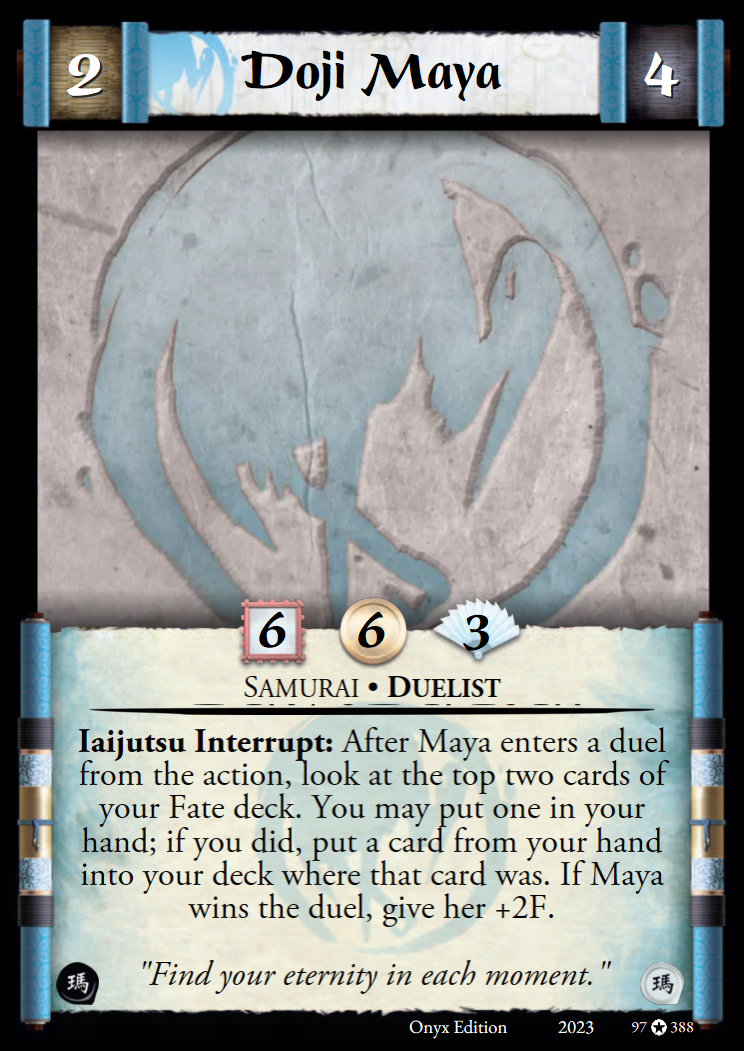 2 Doji Maya 4
6 6 3
Samurai • Duelist
Iaijutsu Interrupt: After Maya enters a duel
from the action, look at the top two cards of
your Fate deck. You may put one in your
hand; if you did, put a card from your hand
into your deck where that card was. If Maya
wins the duel, give her +2F.
"Find your eternity in each moment."
瑪 瑪
Onyx Edition 2023 97 ✪ 388